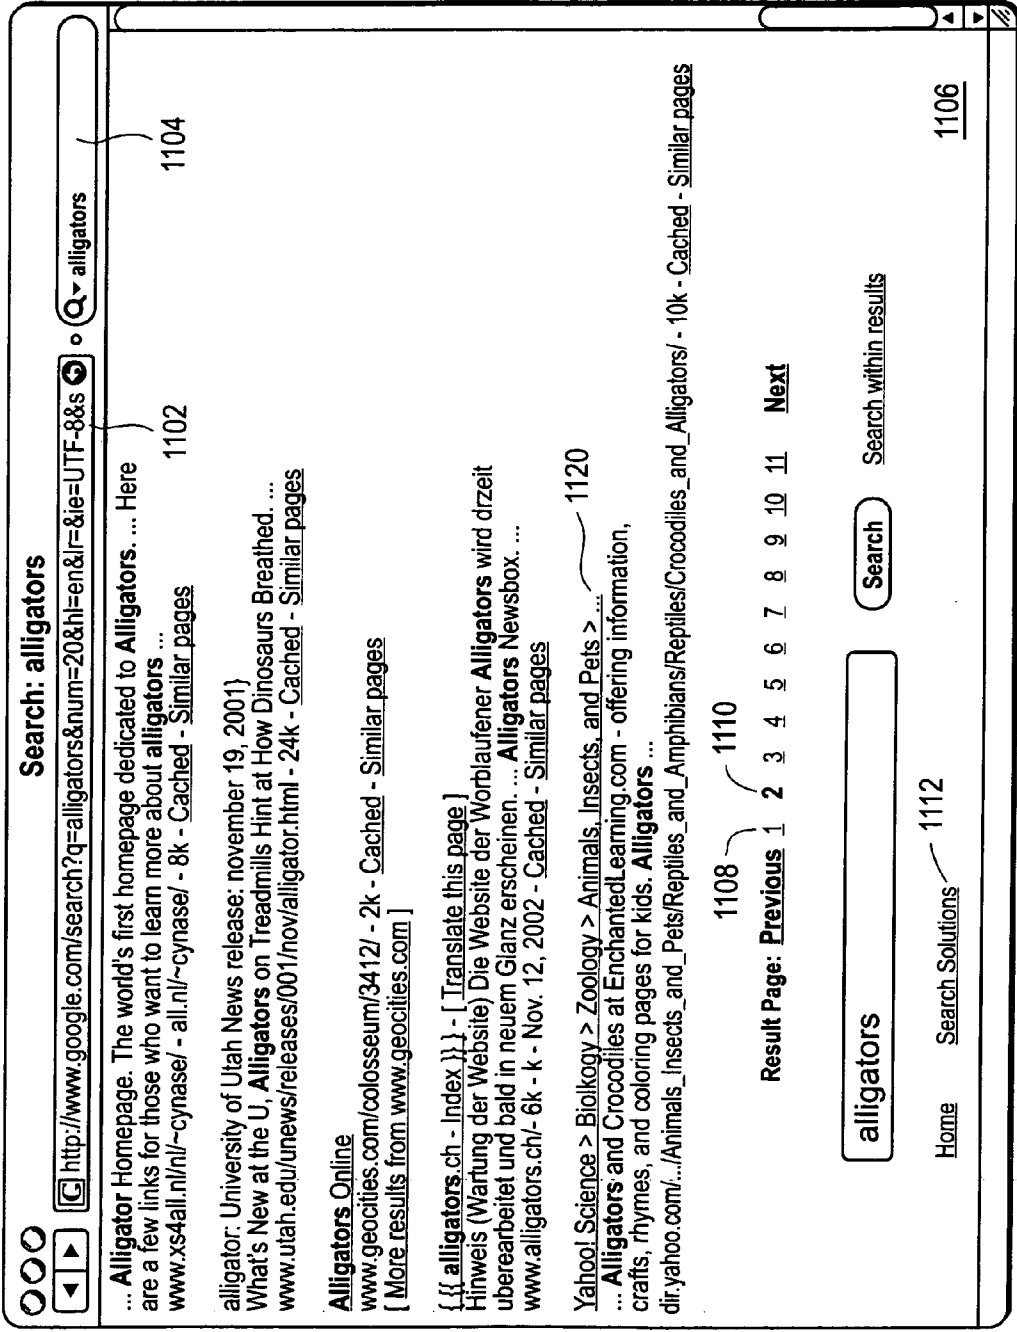 Search: alligators
G http://www.google.com/search?q=alligators&num=20&hl=en&lr=&ie=UTF-8&s
alligators
1102
1104
... Alligator Homepage. The world's first homepage dedicated to Alligators. ... Here
are a few links for those who want to learn more about alligators ...
www.xs4all.nl/nl/~cynase/ - all.nl/~cynase/ - 8k - Cached - Similar pages
alligator: University of Utah News release: november 19, 2001}
What's New at the U, Alligators on Treadmills Hint at How Dinosaurs Breathed. ...
www.utah.edu/unews/releases/001/nov/alligator.html - 24k - Cached - Similar pages
Alligators Online
www.geocities.com/colosseum/3412/ - 2k - Cached - Similar pages
[ More results from www.geocities.com ]
{ {{ alligators.ch - Index }} } - [ Translate this page ]
Hinweis (Wartung der Website) Die Website der Worblaufener Alligators wird drzeit
uberearbeitet und bald in neuem Glanz erscheinen. ... Alligators Newsbox. ...
www.alligators.ch/- 6k - k - Nov. 12, 2002 - Cached - Similar pages
Yahoo! Science > Biolkogy > Zoology > Animals, Insects, and Pets > ...
1120
... Alligators and Crocodiles at EnchantedLearning.com - offering information,
crafts, rhymes, and coloring pages for kids. Alligators ...
dir.yahoo.com/.../Animals_Insects_and_Pets/Reptiles_and_Amphibians/Reptiles/Crocodiles_and_Alligators/ - 10k - Cached - Similar pages
1108
1110
Result Page: Previous 1 2 3 4 5 6 7 8 9 10 11 Next
alligators
Search
Search within results
Home
Search Solutions
1112
1106